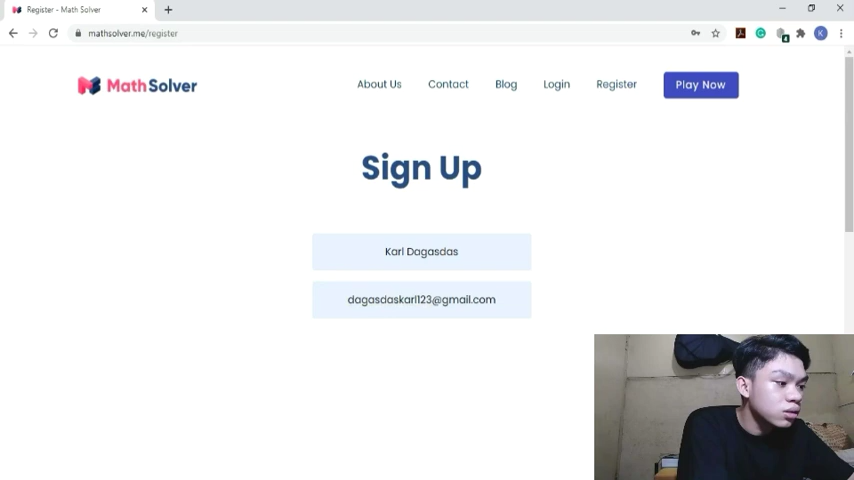 Register - Math Solver
mathsolver.me/register
K
MathSolver
About Us Contact Blog Login Register Play Now
Sign Up
Karl Dagasdas
dagasdaskarl123@gmail.com